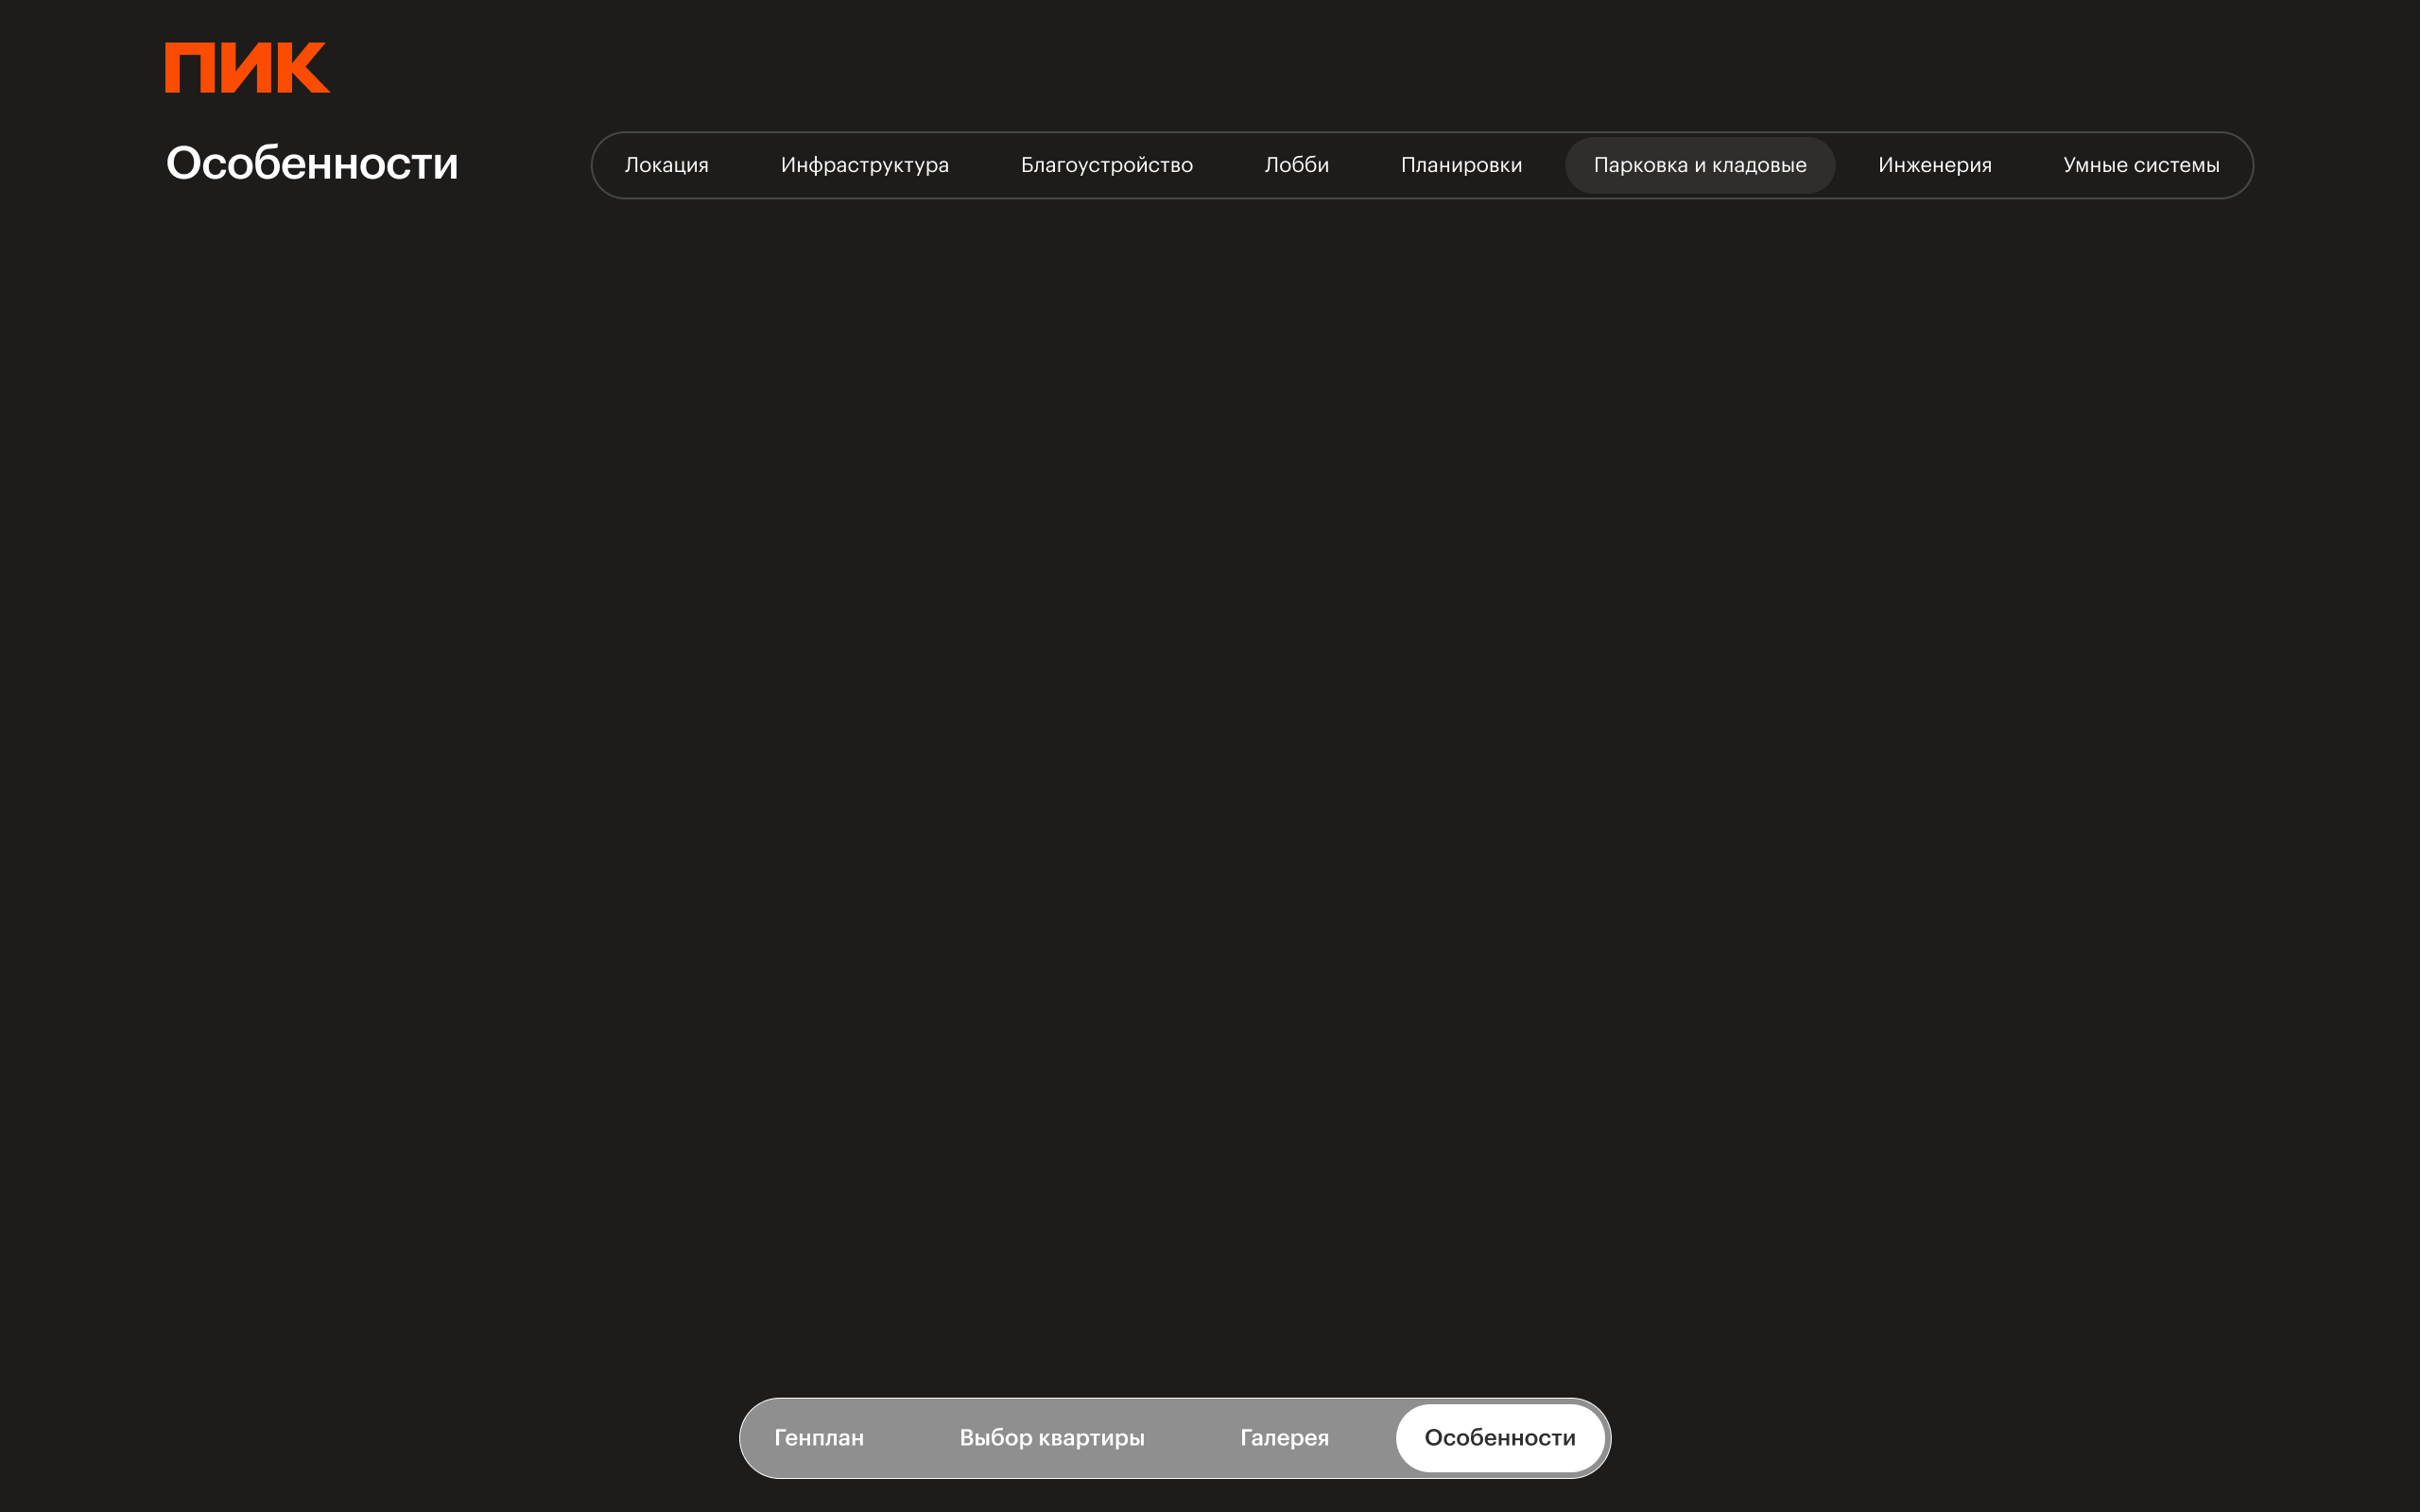 ПИК
Особенности
Локация Инфраструктура Благоустройство Лобби Планировки Парковка и кладовые Инженерия Умные системы
Генплан Выбор квартиры Галерея Особенности